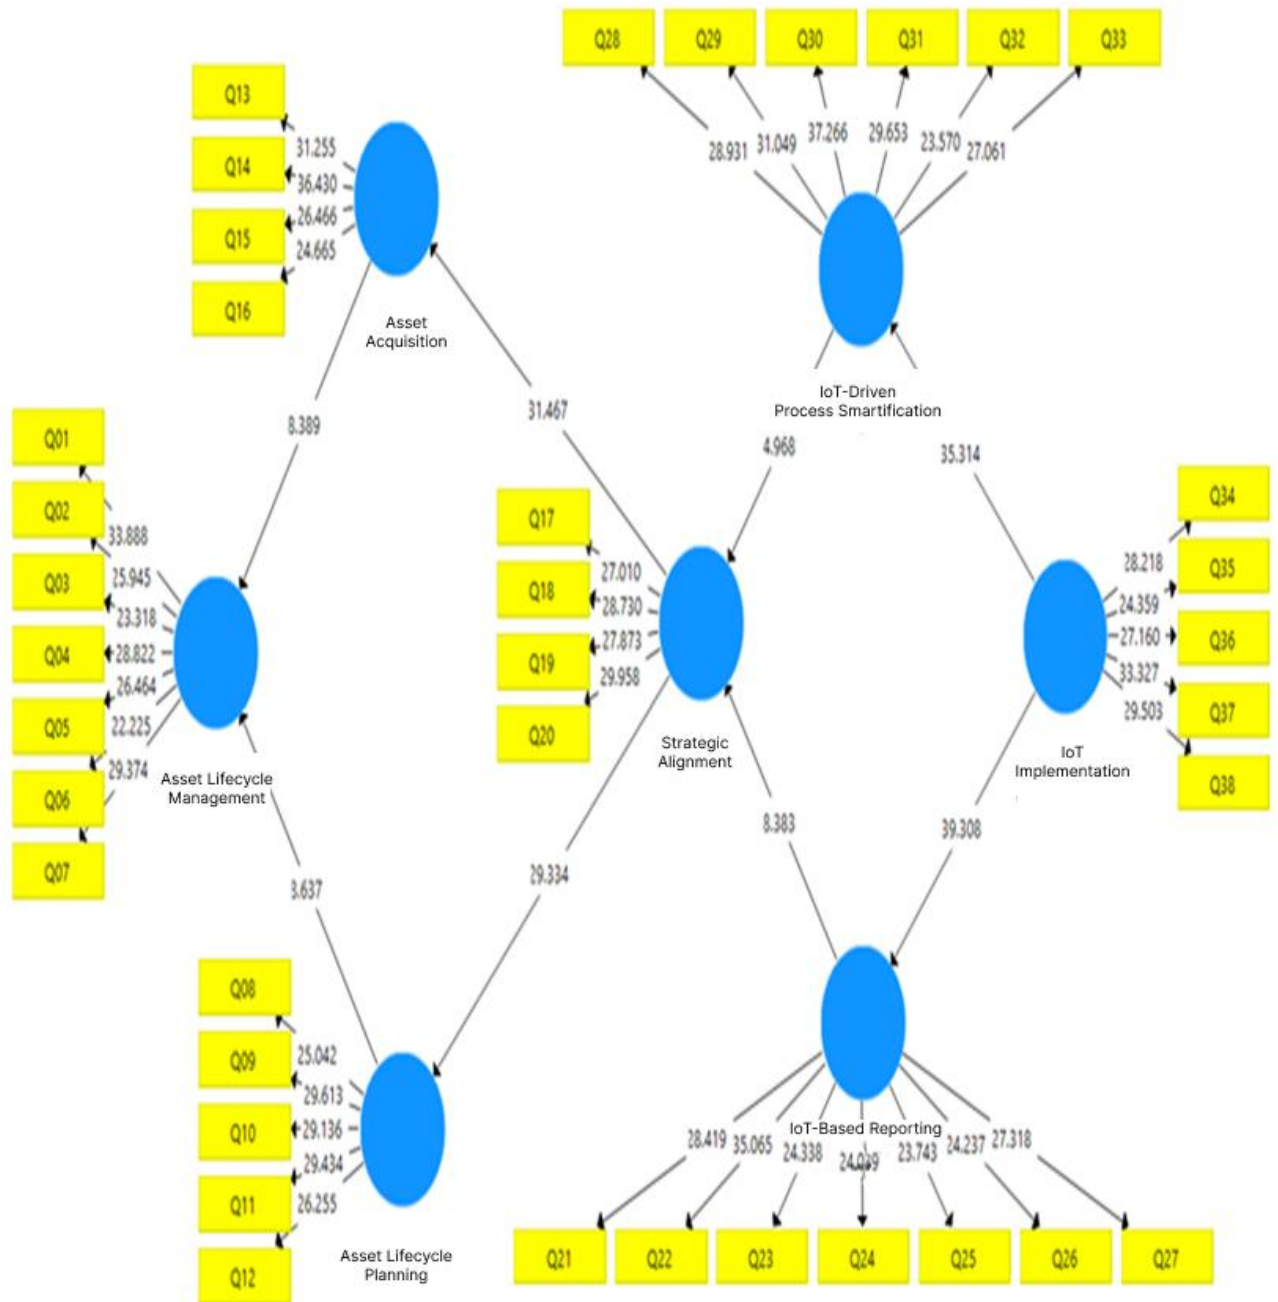 Q28 Q29 Q30 Q31 Q32 Q33
28.931 31.049 37.266 29.653 23.570 27.061
IoT-Driven
Process Smartification
Q13
Q14
Q15
Q16
31.255
36.430
26.466
24.665
Asset
Acquisition
8.389
31.467
4.968
35.314
Q01
Q02
Q03
Q04
Q05
Q06
Q07
33.888
25.945
23.318
28.822
26.464
22.225
29.374
Asset Lifecycle
Management
Q17
Q18
Q19
Q20
27.010
28.730
27.873
29.958
Strategic
Alignment
Q34
Q35
Q36
Q37
Q38
28.218
24.359
27.160
33.327
29.503
IoT
Implementation
3.637
29.334
8.383
39.308
Q08
Q09
Q10
Q11
Q12
25.042
29.613
29.136
29.434
26.255
Asset Lifecycle
Planning
IoT-Based Reporting
28.419 35.065 24.338 23.743 24.237 27.318
Q21 Q22 Q23 Q24 Q25 Q26 Q27